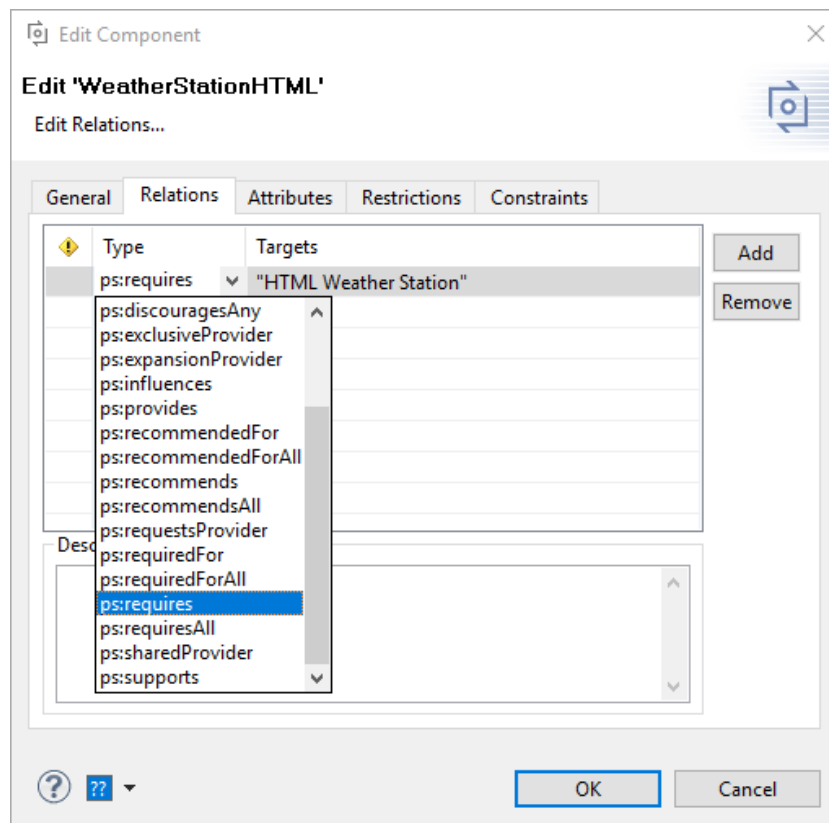 Edit Component
Edit 'WeatherStationHTML'
Edit Relations...
General Relations Attributes Restrictions Constraints
Type Targets
Add
ps:requires "HTML Weather Station"
Remove
ps:discouragesAny
ps:exclusiveProvider
ps:expansionProvider
ps:influences
ps:provides
ps:recommendedFor
ps:recommendedForAll
ps:recommends
ps:recommendsAll
ps:requestsProvider
Desc
ps:requiredFor
ps:requiredForAll
ps:requires
ps:requiresAll
ps:sharedProvider
ps:supports
? ?? OK Cancel